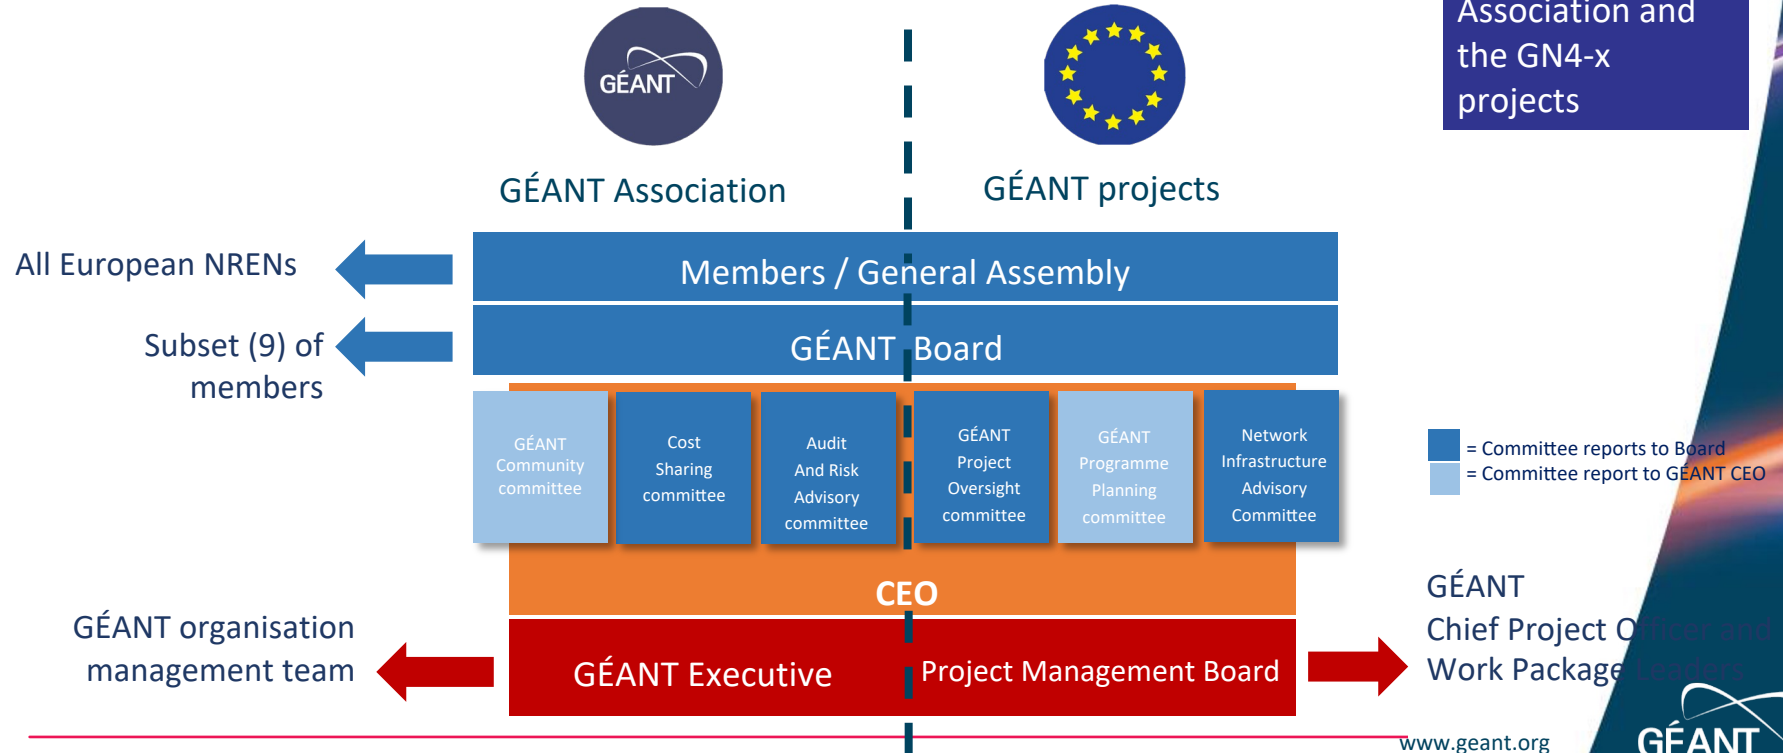 Association and
the GN4-x
projects
GÉANT
GÉANT Association
GÉANT projects
All European NRENs
Members / General Assembly
Subset (9) of
members
GÉANT Board
GÉANT
Community
committee
Cost
Sharing
committee
Audit
And Risk
Advisory
committee
GÉANT
Project
Oversight
committee
GÉANT
Programme
Planning
committee
Network
Infrastructure
Advisory
Committee
= Committee reports to Board
= Committee report to GÉANT CEO
CEO
GÉANT organisation
management team
GÉANT Executive
Project Management Board
GÉANT
Chief Project Officer and
Work Package Leaders
www.geant.org
GÉANT